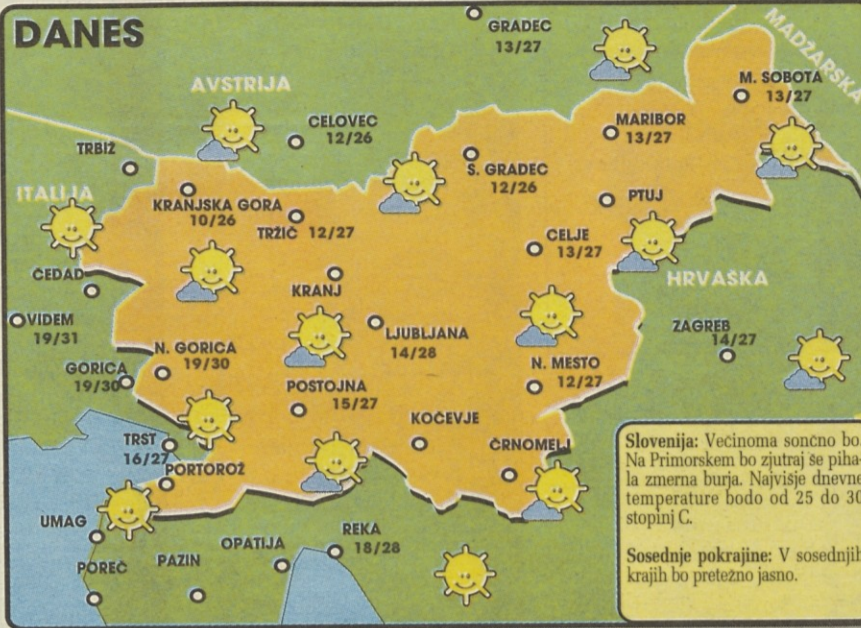 DANES
GRADEC
13/27
MADŽARSKA
AVSTRIJA
M. SOBOTA
13/27
CELOVEC
12/26
MARIBOR
13/27
TRBIŽ
S. GRADEC
12/26
ITALIJA
KRANJSKA GORA
10/26
PTUJ
TRŽIČ 12/27
CELJE
13/27
ČEDAD
HRVAŠKA
KRANJ
VIDEM
19/31
LJUBLJANA
14/28
ZAGREB
14/27
N. GORICA
19/30
GORICA
19/30
N. MESTO
12/27
POSTOJNA
15/27
KOČEVJE
TRST
16/27
ČRNOMELJ
PORTOROŽ
UMAG
REKA
18/28
OPATIJA
PAZIN
POREČ
Slovenija: Vecinoma sončno bo.
Na Primorskem bo zjutraj še piha-
la zmerna burja. Najvišje dnevne
temperature bodo od 25 do 30
stopinj C.
Sosednje pokrajine: V sosednjih
krajih bo pretežno jasno.